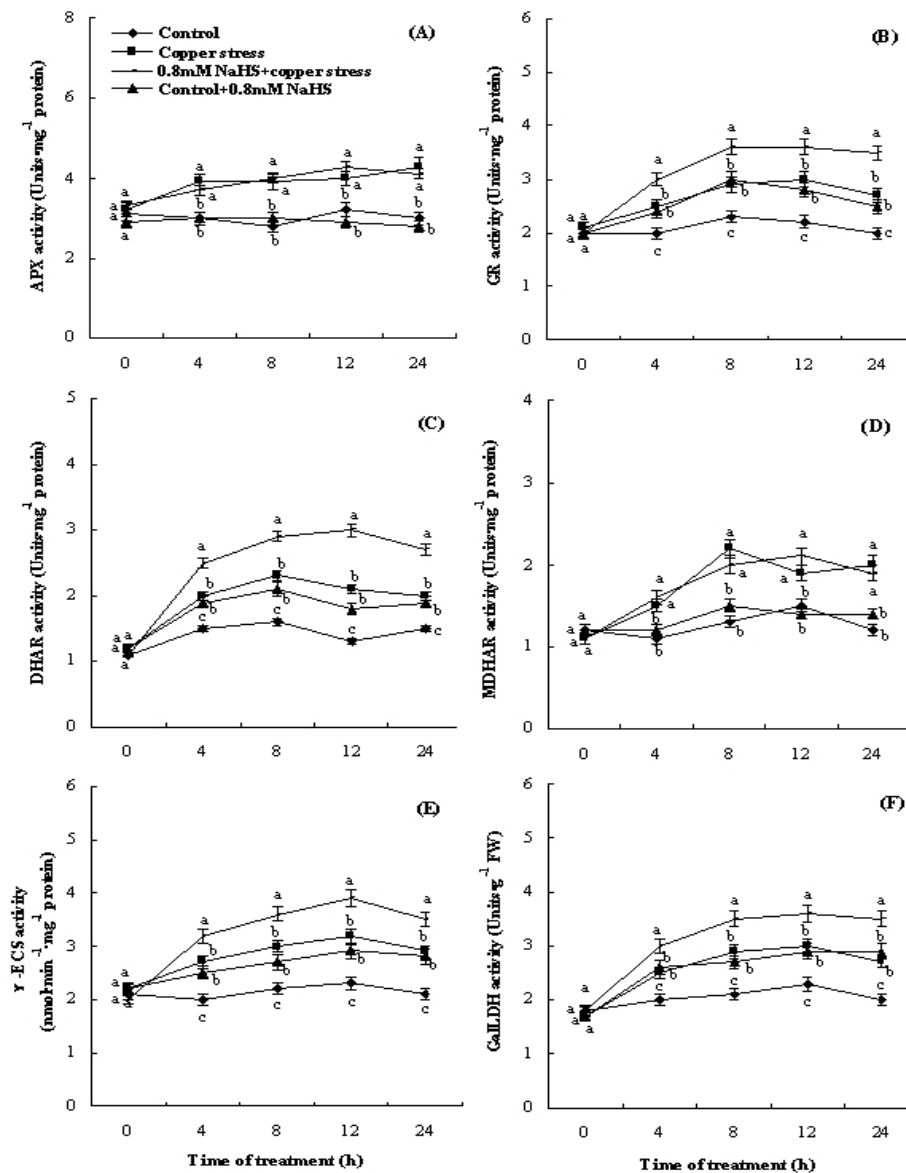 (A)
Control
Copper stress
0.8mM NaHS+copper stress
Control+0.8mM NaHS
APX activity (Units·mg⁻¹ protein)
8
6
4
2
0
a a a a a
a a a a a
a b b b b
a b b b b
0 4 8 12 24
(B)
GR activity (Units·mg⁻¹ protein)
6
5
4
3
2
1
0
a a a a a
a b b b b
a b b b b
a c c c c
0 4 8 12 24
(C)
DHAR activity (Units·mg⁻¹ protein)
5
4
3
2
1
0
a a a a a
a b b b b
a b b b b
a c c c c
0 4 8 12 24
(D)
MDHAR activity (Units·mg⁻¹ protein)
4
3
2
1
0
a a a a a
a a a a a
a b b b b
a b b b b
0 4 8 12 24
(E)
γ-ECS activity
(nmol·min⁻¹·mg⁻¹ protein)
6
5
4
3
2
1
0
a a a a a
a b b b b
a b b b b
a c c c c
0 4 8 12 24
Time of treatment (h)
(F)
GalLDH activity (Units·g⁻¹ FW)
6
5
4
3
2
1
0
a a a a a
a b b b b
a b b b b
a c c c c
0 4 8 12 24
Time of treatment (h)